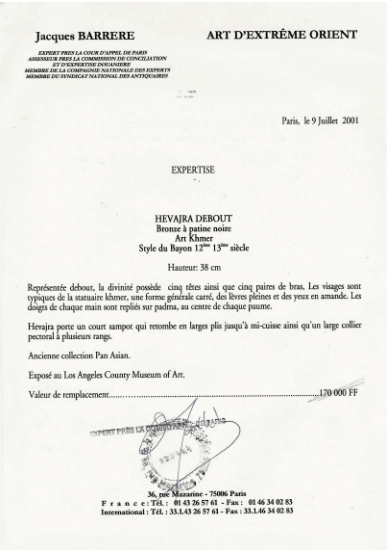 Jacques BARRERE
EXPERT PRES LA COUR D'APPEL DE PARIS
ASSESSEUR PRES LA COMMISSION DE CONCILIATION
ET D'EXPERTISE DOUANIERE
MEMBRE DE LA COMPAGNIE NATIONALE DES EXPERTS
MEMBRE DU SYNDICAT NATIONAL DES ANTIQUAIRES
ART D'EXTRÊME ORIENT
Paris, le 9 Juillet 2001
EXPERTISE
HEVAJRA DEBOUT
Bronze à patine noire
Art Khmer
Style du Bayon 12ème 13ème siècle
Hauteur: 38 cm
Représentée debout, la divinité possède cinq têtes ainsi que cinq paires de bras, Les visages sont
typiques de la statuaire khmer, une forme générale carré, des lèvres pleines et des yeux en amande. Les
doigts de chaque main sont repliés sur padma, au centre de chaque paume.
Hevajra porte un court sampot qui retombe en larges plis jusqu'à mi-cuisse ainsi qu'un large collier
pectoral à plusieurs rangs.
Ancienne collection Pan Asian.
Exposé au Los Angeles County Museum of Art.
Valeur de remplacement.......................................................170 000 FF
EXPERT PRÈS LA COUR D'APPEL DE PARIS
36, rue Mazarine - 75006 Paris
France: Tél. : 01 43 26 57 61 - Fax : 01 46 34 02 83
International : Tél. : 33.1.43 26 57 61 - Fax : 33.1.46 34 02 83